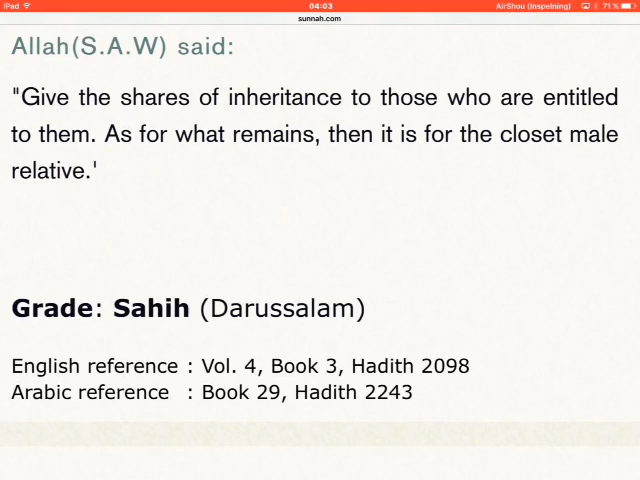 iPad 04:03 AirShou (Inspelning) 71 %
sunnah.com
Allah(S.A.W) said:
"Give the shares of inheritance to those who are entitled
to them. As for what remains, then it is for the closet male
relative.'
Grade: Sahih (Darussalam)
English reference : Vol. 4, Book 3, Hadith 2098
Arabic reference : Book 29, Hadith 2243